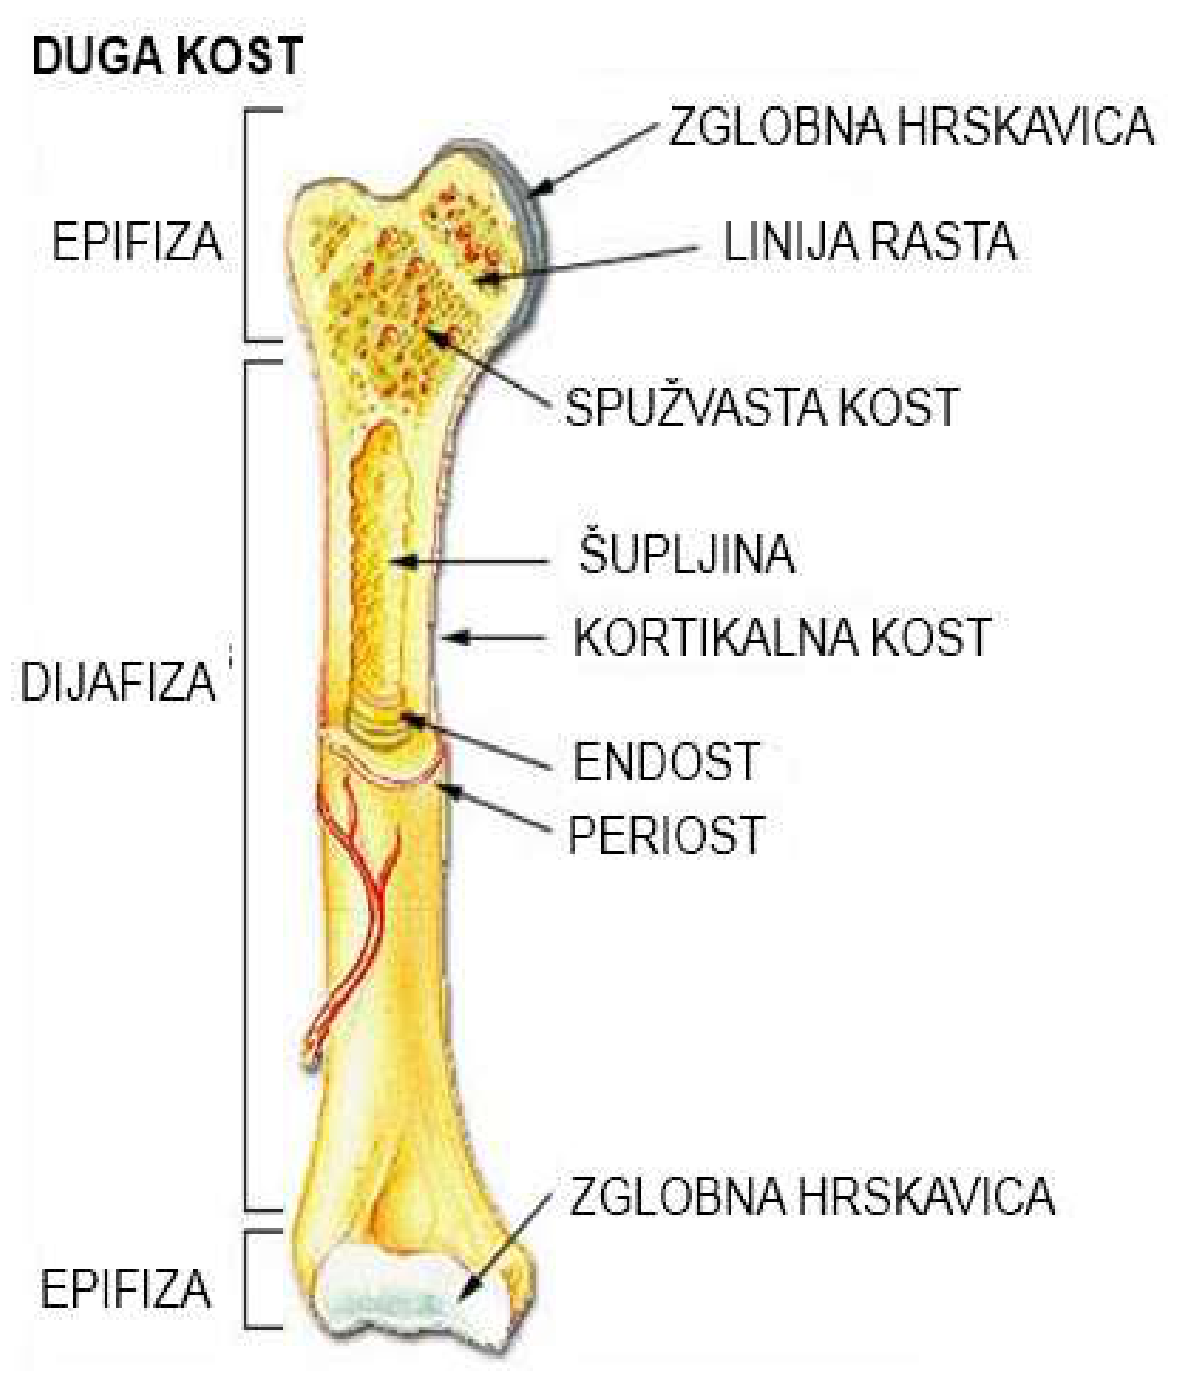 DUGA KOST
ZGLOBNA HRSKAVICA
EPIFIZA
LINIJA RASTA
SPUŽVASTA KOST
ŠUPLJINA
KORTIKALNA KOST
DIJAFIZA
ENDOST
PERIOST
ZGLOBNA HRSKAVICA
EPIFIZA